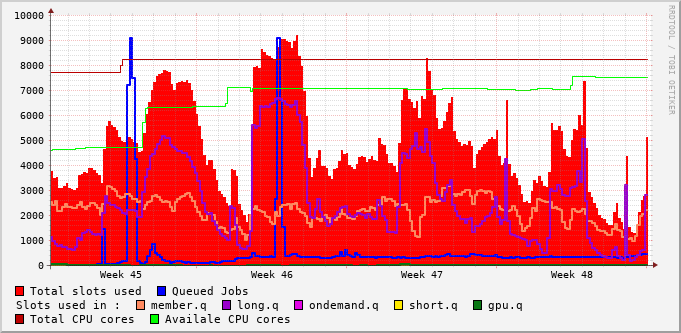 RRDTOOL / TOBI OETIKER
10000
9000
8000
7000
6000
5000
4000
3000
2000
1000
0
Week 45 Week 46 Week 47 Week 48
Total slots used Queued Jobs
Slots used in : member.q long.q ondemand.q short.q gpu.q
Total CPU cores Availale CPU cores